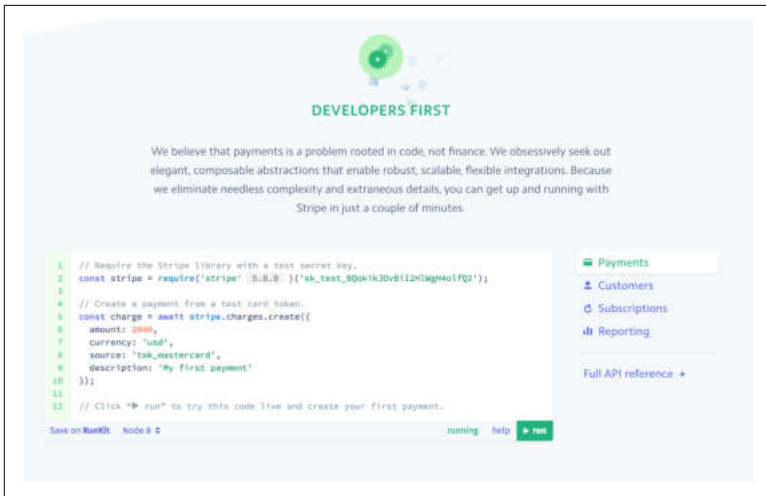 DEVELOPERS FIRST
We believe that payments is a problem rooted in code, not finance. We obsessively seek out
elegant, composable abstractions that enable robust, scalable, flexible integrations. Because
we eliminate needless complexity and extraneous details, you can get up and running with
Stripe in just a couple of minutes.
1 // Require the Stripe library with a test secret key.
2 const stripe = require('stripe' 5.8.9 )('sk_test_BQokikJOvBiI2HlWgH4olfQ2');
3
4 // Create a payment from a test card token.
5 const charge = await stripe.charges.create({
6 amount: 2000,
7 currency: 'usd',
8 source: 'tok_mastercard',
9 description: 'My first payment'
10 });
11
12 // Click "▶ run" to try this code live and create your first payment.
Save on RunKit Node 8 running help ▶ run
Payments
Customers
Subscriptions
Reporting
Full API reference →